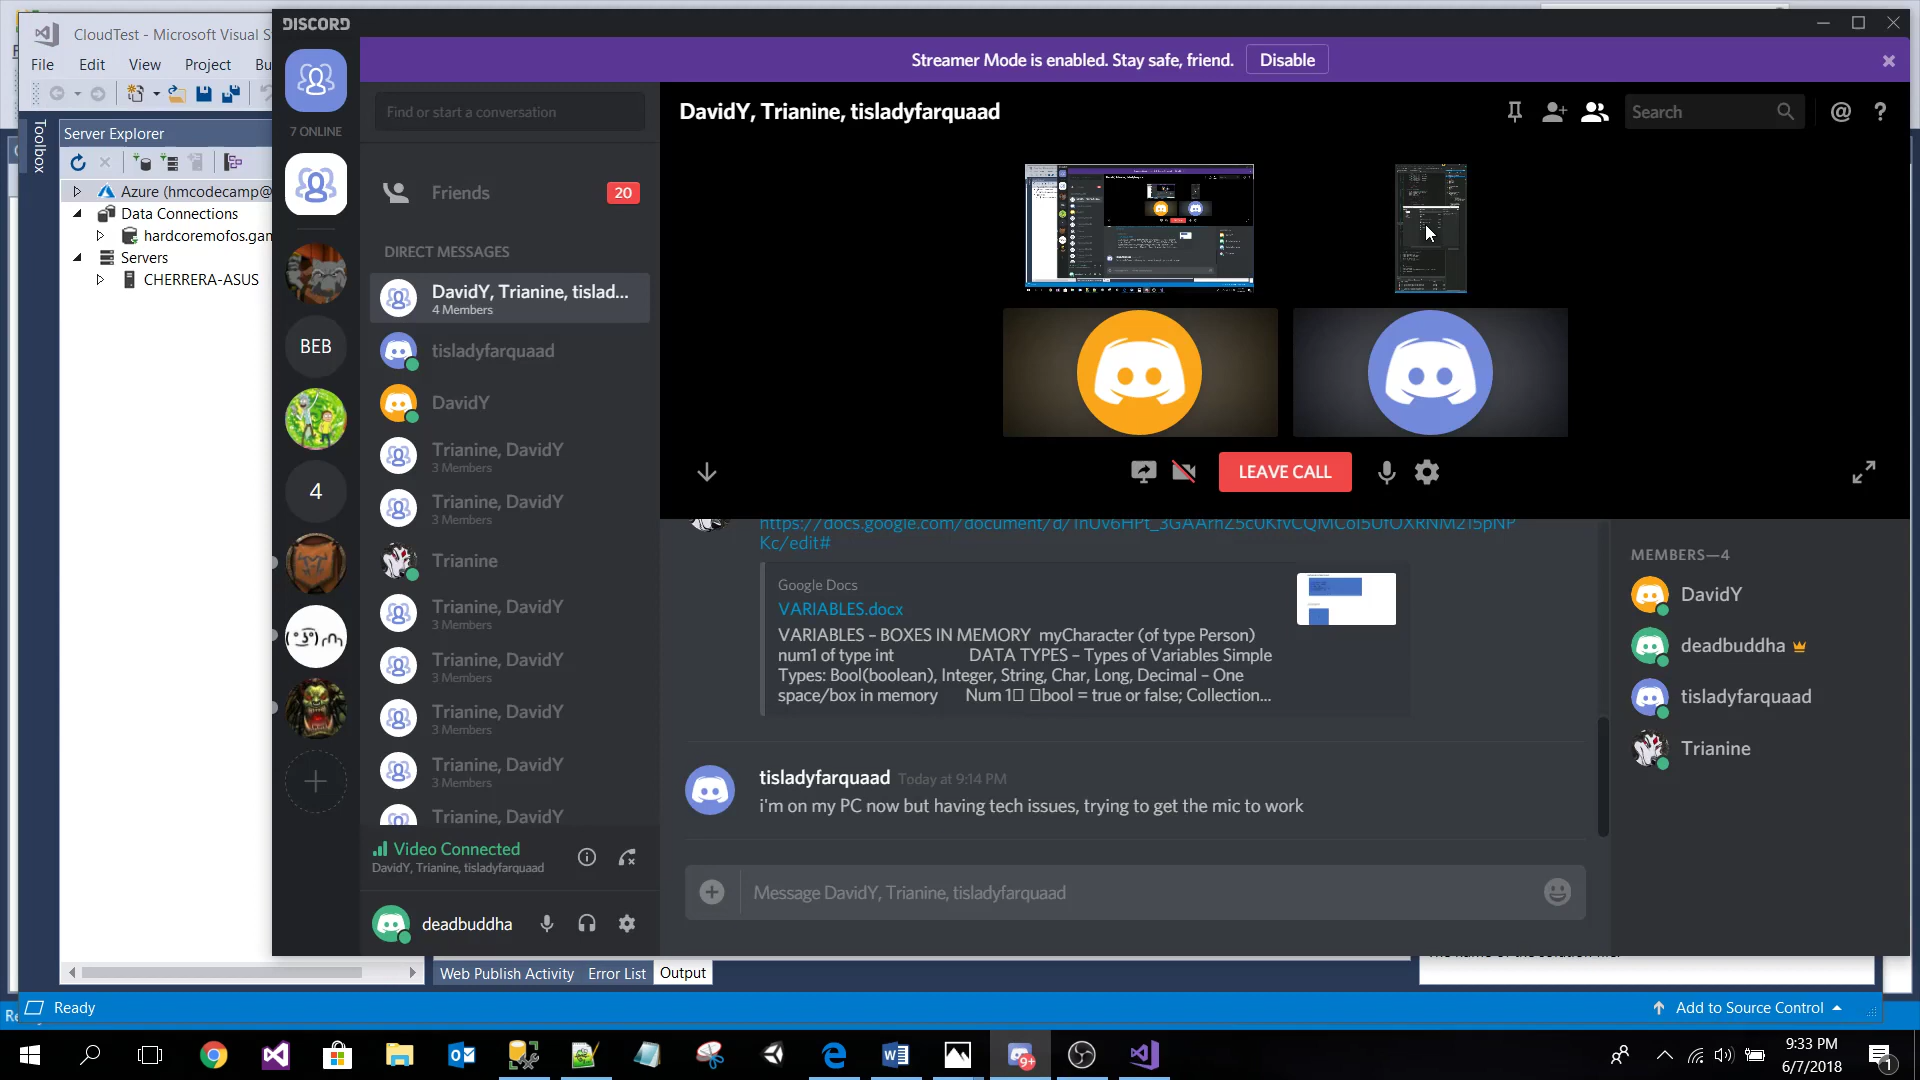 CloudTest - Microsoft Visual S
File Edit View Project Bu
Toolbox
Server Explorer
Azure (hmcodecamp@
Data Connections
hardcoremofos.gan
Servers
CHERRERA-ASUS
DISCORD
Streamer Mode is enabled. Stay safe, friend. Disable
7 ONLINE
BEB
4
Find or start a conversation
Friends 20
DIRECT MESSAGES
DavidY, Trianine, tislad...
4 Members
tisladyfarquaad
DavidY
Trianine, DavidY
3 Members
Trianine, DavidY
3 Members
Trianine
Trianine, DavidY
3 Members
Trianine, DavidY
3 Members
Trianine, DavidY
3 Members
Trianine, DavidY
3 Members
Trianine, DavidY
Video Connected
DavidY, Trianine, tisladyfarquaad
deadbuddha
DavidY, Trianine, tisladyfarquaad
Search
LEAVE CALL
Kc/edit#
Google Docs
VARIABLES.docx
VARIABLES – BOXES IN MEMORY myCharacter (of type Person)
num1 of type int DATA TYPES – Types of Variables Simple
Types: Bool(boolean), Integer, String, Char, Long, Decimal – One
space/box in memory Num 1 bool = true or false; Collection...
tisladyfarquaad Today at 9:14 PM
i'm on my PC now but having tech issues, trying to get the mic to work
Message DavidY, Trianine, tisladyfarquaad
MEMBERS—4
DavidY
deadbuddha
tisladyfarquaad
Trianine
Web Publish Activity Error List Output
Ready
Add to Source Control
9+
9:33 PM
6/7/2018
1